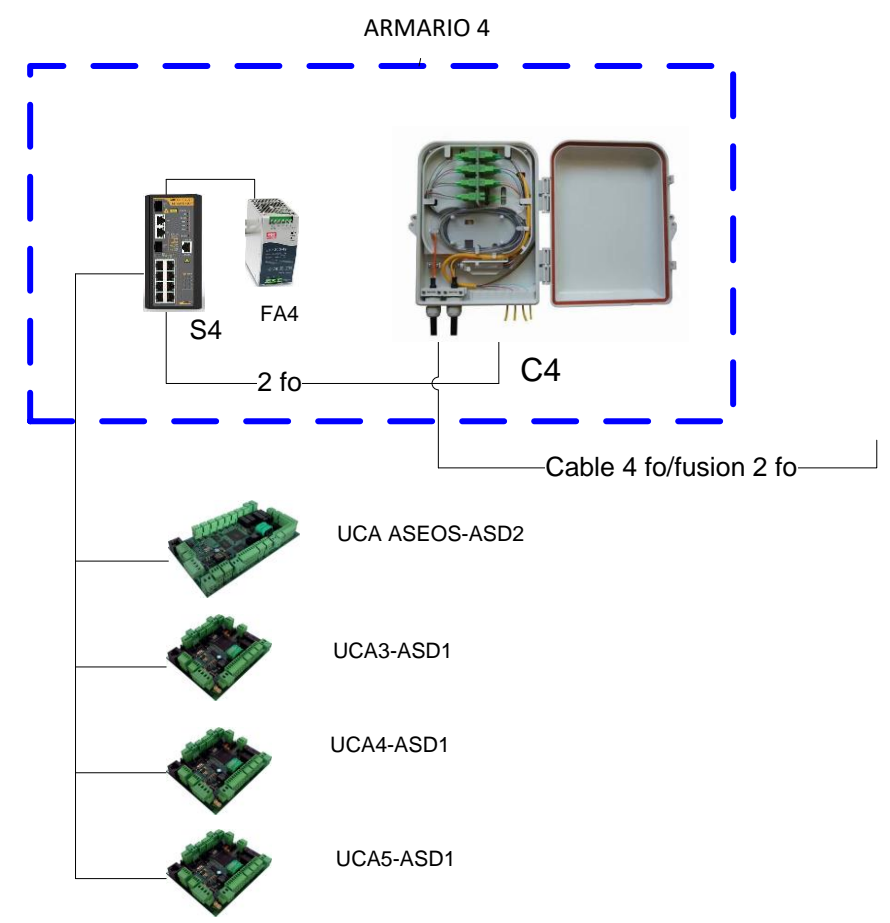 ARMARIO 4
S4
FA4
C4
2 fo
Cable 4 fo/fusion 2 fo
UCA ASEOS-ASD2
UCA3-ASD1
UCA4-ASD1
UCA5-ASD1